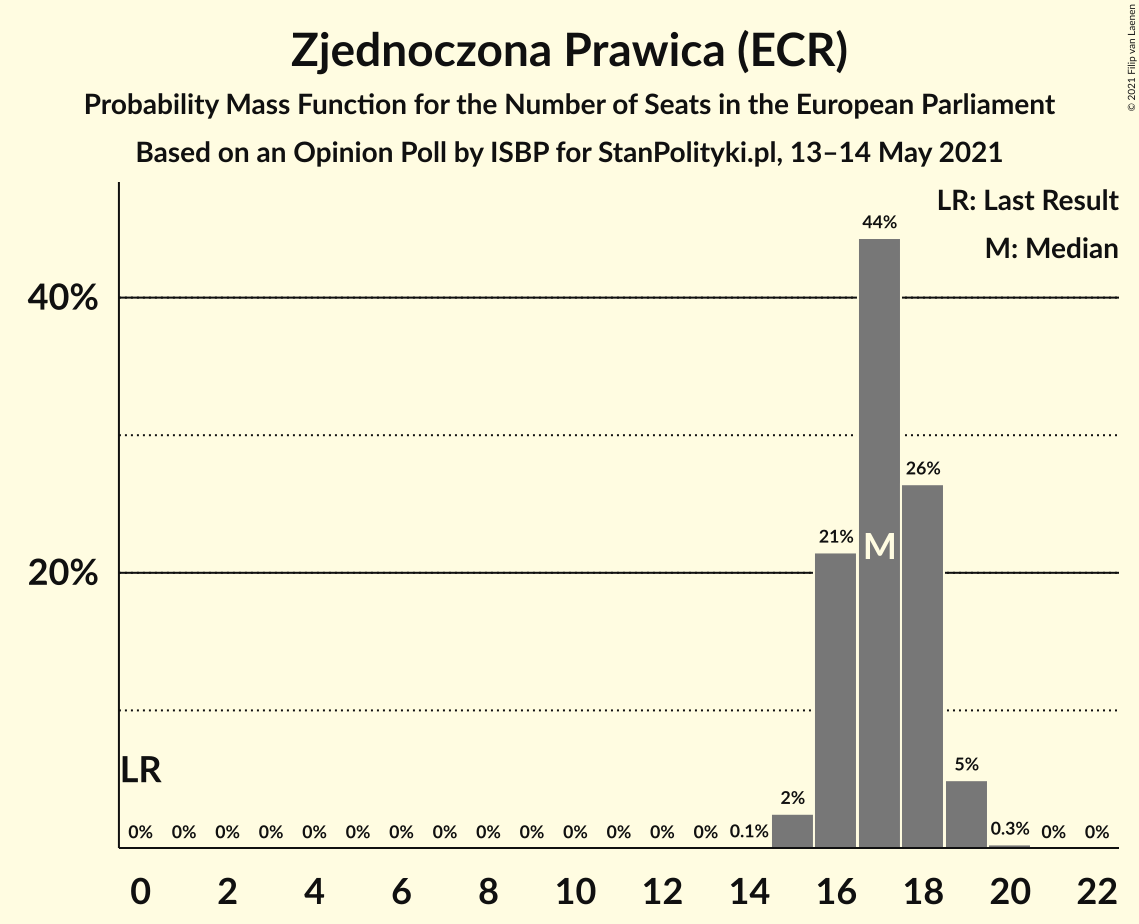 Zjednoczona Prawica (ECR)
Probability Mass Function for the Number of Seats in the European Parliament
Based on an Opinion Poll by ISBP for StanPolityki.pl, 13–14 May 2021
© 2021 Filip van Laenen
LR: Last Result
M: Median
44%
40%
26%
21%
M
20%
LR
5%
2%
0% 0% 0% 0% 0% 0% 0% 0% 0% 0% 0% 0% 0% 0% 0.1% 0.3% 0% 0%
0 2 4 6 8 10 12 14 16 18 20 22